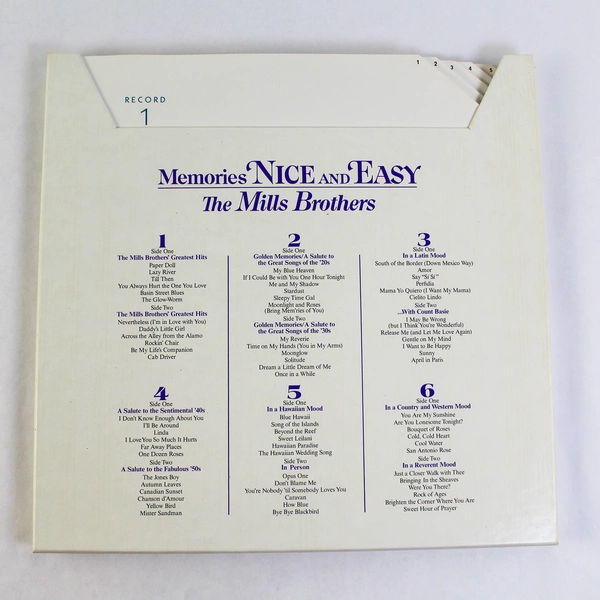 1 2 3 4 5
RECORD
1
Memories NICE AND EASY
The Mills Brothers
1
Side One
The Mills Brothers' Greatest Hits
Paper Doll
Lazy River
Till Then
You Always Hurt the One You Love
Basin Street Blues
The Glow-Worm
Side Two
The Mills Brothers' Greatest Hits
Nevertheless (I'm in Love with You)
Daddy's Little Girl
Across the Alley from the Alamo
Rockin' Chair
Be My Life's Companion
Cab Driver
2
Side One
Golden Memories/A Salute to
the Great Songs of the '20s
My Blue Heaven
If I Could Be with You One Hour Tonight
Me and My Shadow
Stardust
Sleepy Time Gal
Moonlight and Roses
(Bring Mem'ries of You)
Side Two
Golden Memories/A Salute to
the Great Songs of the '30s
My Reverie
Time on My Hands (You in My Arms)
Moonglow
Solitude
Dream a Little Dream of Me
Once in a While
3
Side One
In a Latin Mood
South of the Border (Down Mexico Way)
Amor
Say "Si Si"
Perfidia
Mama Yo Quiero (I Want My Mama)
Cielito Lindo
Side Two
...With Count Basie
I May Be Wrong
(but I Think You're Wonderful)
Release Me (and Let Me Love Again)
Gentle on My Mind
I Want to Be Happy
Sunny
April in Paris
4
Side One
A Salute to the Sentimental '40s
I Don't Know Enough About You
I'll Be Around
Linda
I Love You So Much It Hurts
Far Away Places
One Dozen Roses
Side Two
A Salute to the Fabulous '50s
The Jones Boy
Autumn Leaves
Canadian Sunset
Chanson d'Amour
Yellow Bird
Mister Sandman
5
Side One
In a Hawaiian Mood
Blue Hawaii
Song of the Islands
Beyond the Reef
Sweet Leilani
Hawaiian Paradise
The Hawaiian Wedding Song
Side Two
In Person
Opus One
Don't Blame Me
You're Nobody 'til Somebody Loves You
Caravan
How Blue
Bye Bye Blackbird
6
Side One
In a Country and Western Mood
You Are My Sunshine
Are You Lonesome Tonight?
Bouquet of Roses
Cold, Cold Heart
Cool Water
San Antonio Rose
Side Two
In a Reverent Mood
Just a Closer Walk with Thee
Bringing In the Sheaves
Were You There?
Rock of Ages
Brighten the Corner Where You Are
Sweet Hour of Prayer